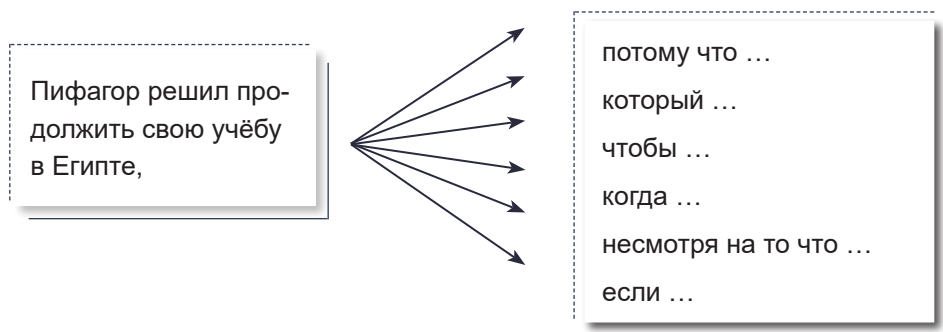 Пифагор решил про-
должить свою учёбу
в Египте,
потому что …
который …
чтобы …
когда …
несмотря на то что …
если …